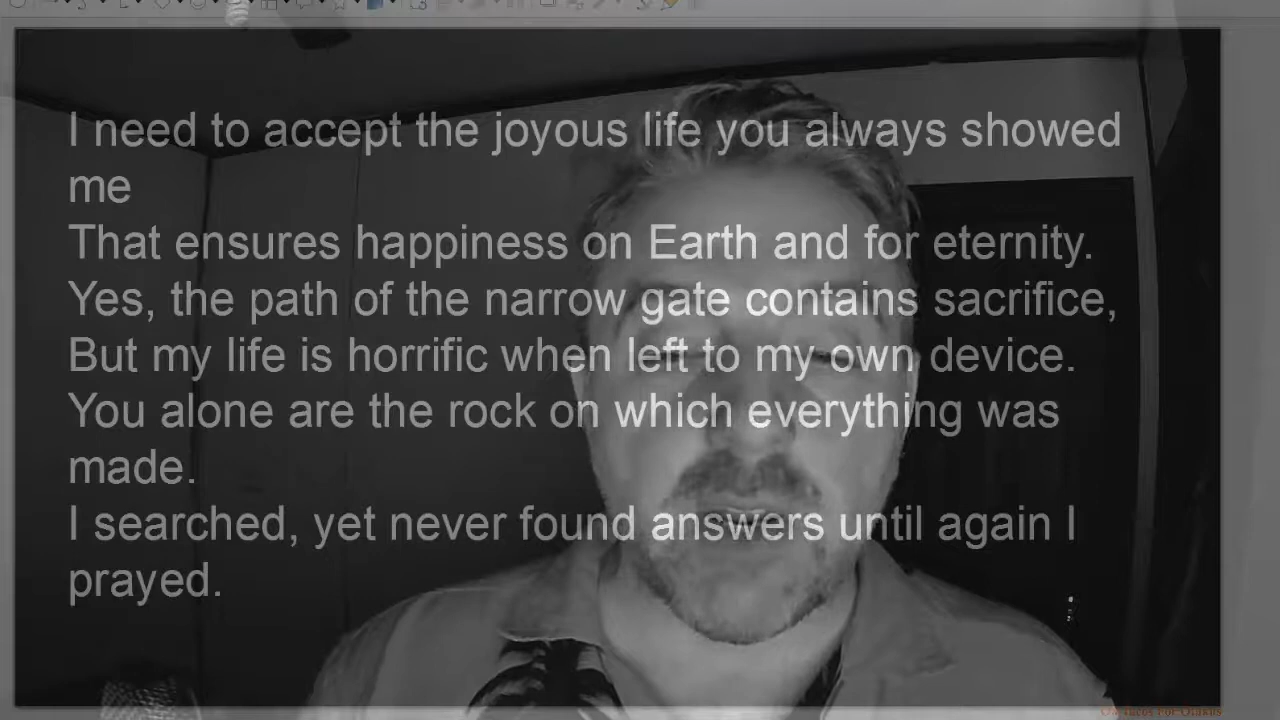 I need to accept the joyous life you always showed
me
That ensures happiness on Earth and for eternity.
Yes, the path of the narrow gate contains sacrifice,
But my life is horrific when left to my own device.
You alone are the rock on which everything was
made.
I searched, yet never found answers until again I
prayed.